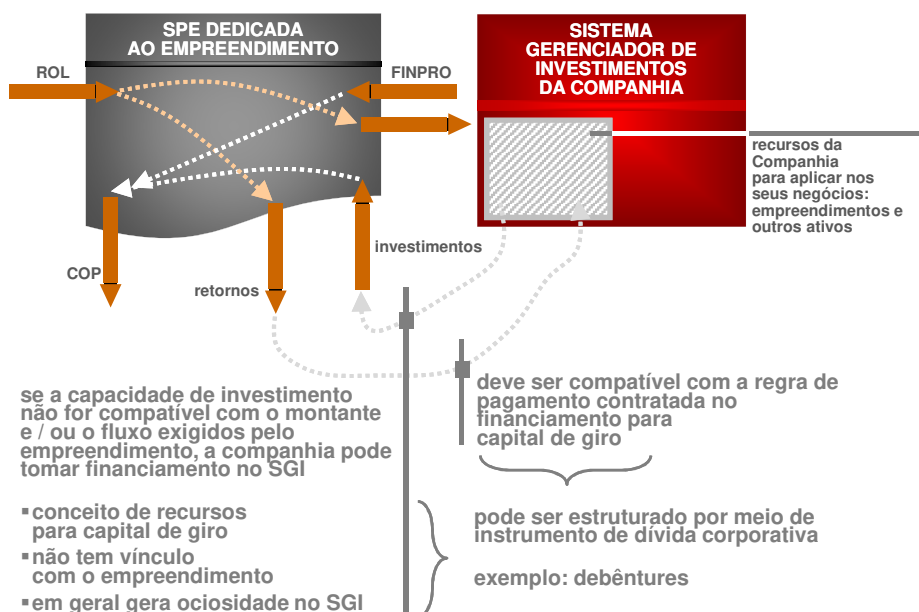 SPE DEDICADA
AO EMPREENDIMENTO
SISTEMA
GERENCIADOR DE
INVESTIMENTOS
DA COMPANHIA
ROL
FINPRO
recursos da
Companhia
para aplicar nos
seus negócios:
empreendimentos e
outros ativos
investimentos
COP
retornos
se a capacidade de investimento
não for compatível com o montante
e / ou o fluxo exigidos pelo
empreendimento, a companhia pode
tomar financiamento no SGI
▪conceito de recursos
para capital de giro
▪não tem vínculo
com o empreendimento
▪em geral gera ociosidade no SGI
deve ser compatível com a regra de
pagamento contratada no
financiamento para
capital de giro
pode ser estruturado por meio de
instrumento de dívida corporativa
exemplo: debêntures